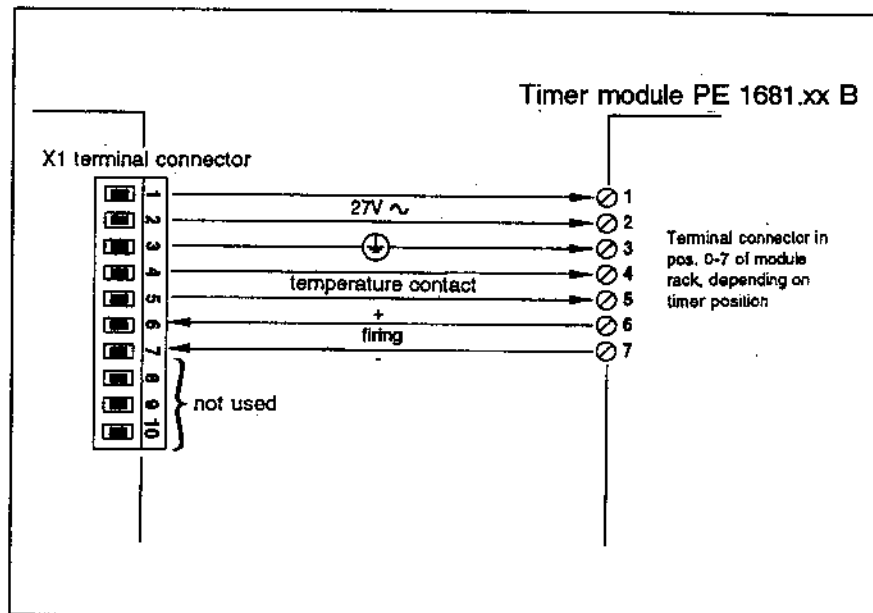 Timer module PE 1681.xx B
X1 terminal connector
1
2
3
4
5
6
7
8
9
10
27V ∿
temperature contact
+
firing
-
not used
1
2
3
4
5
6
7
Terminal connector in
pos. 0-7 of module
rack, depending on
timer position